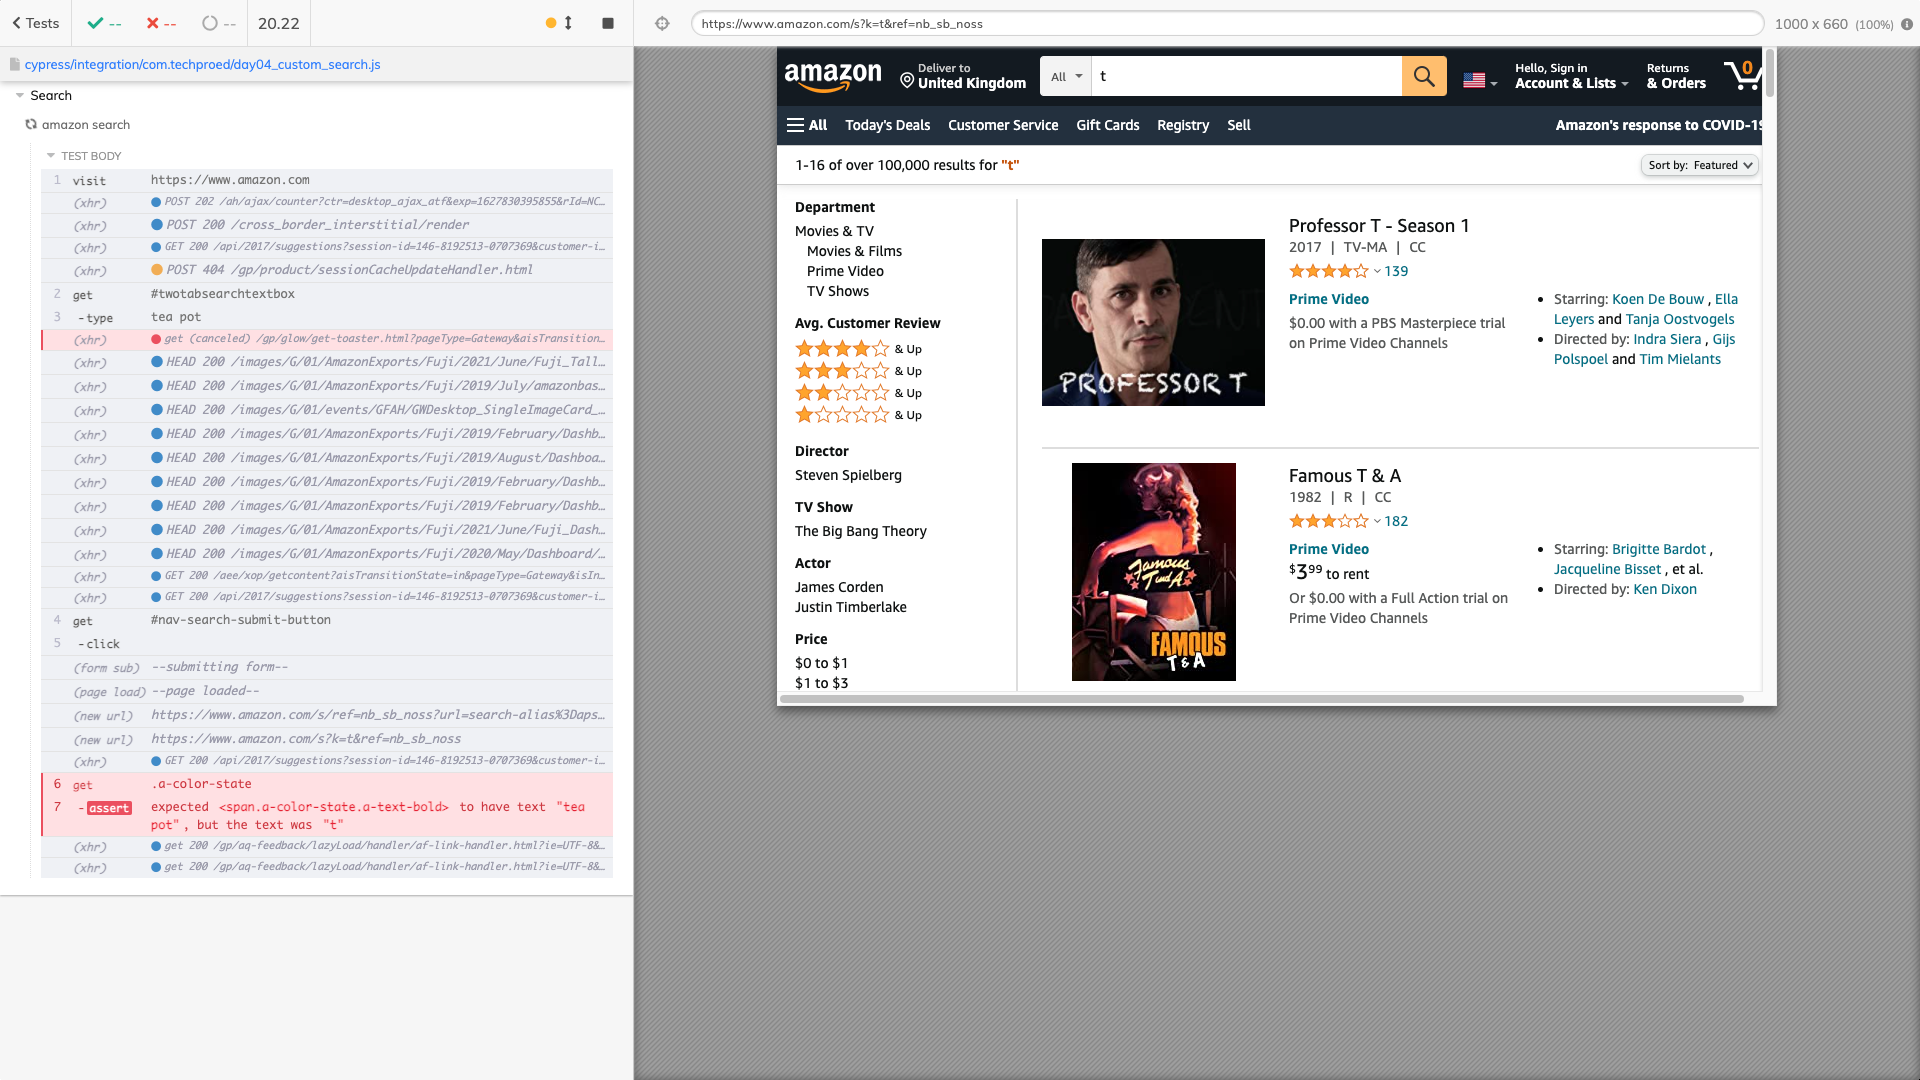 Tests
--
--
--
20.22
cypress/integration/com.techproed/day04_custom_search.js
Search
amazon search
TEST BODY
1 visit https://www.amazon.com
(xhr) POST 202 /ah/ajax/counter?ctr=desktop_ajax_atf&exp=1627830395855&rId=NC...
(xhr) POST 200 /cross_border_interstitial/render
(xhr) GET 200 /api/2017/suggestions?session-id=146-8192513-0707369&customer-i...
(xhr) POST 404 /gp/product/sessionCacheUpdateHandler.html
2 get #twotabsearchtextbox
3 -type tea pot
(xhr) get (canceled) /gp/glow/get-toaster.html?pageType=Gateway&aisTransition...
(xhr) HEAD 200 /images/G/01/AmazonExports/Fuji/2021/June/Fuji_Tall...
(xhr) HEAD 200 /images/G/01/AmazonExports/Fuji/2019/July/amazonbas...
(xhr) HEAD 200 /images/G/01/events/GFAH/GWDesktop_SingleImageCard_...
(xhr) HEAD 200 /images/G/01/AmazonExports/Fuji/2019/February/Dashb...
(xhr) HEAD 200 /images/G/01/AmazonExports/Fuji/2019/August/Dashboa...
(xhr) HEAD 200 /images/G/01/AmazonExports/Fuji/2019/February/Dashb...
(xhr) HEAD 200 /images/G/01/AmazonExports/Fuji/2019/February/Dashb...
(xhr) HEAD 200 /images/G/01/AmazonExports/Fuji/2021/June/Fuji_Dash...
(xhr) HEAD 200 /images/G/01/AmazonExports/Fuji/2020/May/Dashboard/...
(xhr) GET 200 /aee/xop/getcontent?aisTransitionState=in&pageType=Gateway&isIn...
(xhr) GET 200 /api/2017/suggestions?session-id=146-8192513-0707369&customer-i...
4 get #nav-search-submit-button
5 -click
(form sub) --submitting form--
(page load) --page loaded--
(new url) https://www.amazon.com/s/ref=nb_sb_noss?url=search-alias%3Daps...
(new url) https://www.amazon.com/s?k=t&ref=nb_sb_noss
(xhr) GET 200 /api/2017/suggestions?session-id=146-8192513-0707369&customer-i...
6 get .a-color-state
7 -assert expected <span.a-color-state.a-text-bold> to have text "tea
pot", but the text was "t"
(xhr) get 200 /gp/aq-feedback/lazyLoad/handler/af-link-handler.html?ie=UTF-8&...
(xhr) get 200 /gp/aq-feedback/lazyLoad/handler/af-link-handler.html?ie=UTF-8&...
https://www.amazon.com/s?k=t&ref=nb_sb_noss
1000 x 660 (100%)
amazon
Deliver to
United Kingdom
All
t
Hello, Sign in
Account & Lists
Returns
& Orders
0
All Today's Deals Customer Service Gift Cards Registry Sell
Amazon's response to COVID-19
1-16 of over 100,000 results for "t"
Sort by: Featured
Department
Movies & TV
Movies & Films
Prime Video
TV Shows
Avg. Customer Review
& Up
& Up
& Up
& Up
Director
Steven Spielberg
TV Show
The Big Bang Theory
Actor
James Corden
Justin Timberlake
Price
$0 to $1
$1 to $3
PROFESSOR T
Professor T - Season 1
2017 | TV-MA | CC
139
Prime Video
$0.00 with a PBS Masterpiece trial
on Prime Video Channels
Starring: Koen De Bouw , Ella
Leyers and Tanja Oostvogels
Directed by: Indra Siera , Gijs
Polspoel and Tim Mielants
Famous
T and A
FAMOUS
T & A
Famous T & A
1982 | R | CC
182
Prime Video
$3.99 to rent
Or $0.00 with a Full Action trial on
Prime Video Channels
Starring: Brigitte Bardot ,
Jacqueline Bisset , et al.
Directed by: Ken Dixon